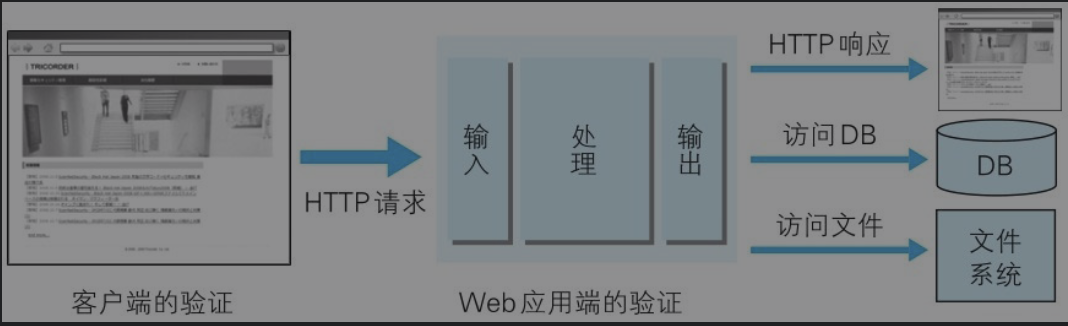 TRICORDER
HTTP请求
客户端的验证
输入
处理
输出
Web应用端的验证
HTTP响应
访问DB
DB
访问文件
文件
系统